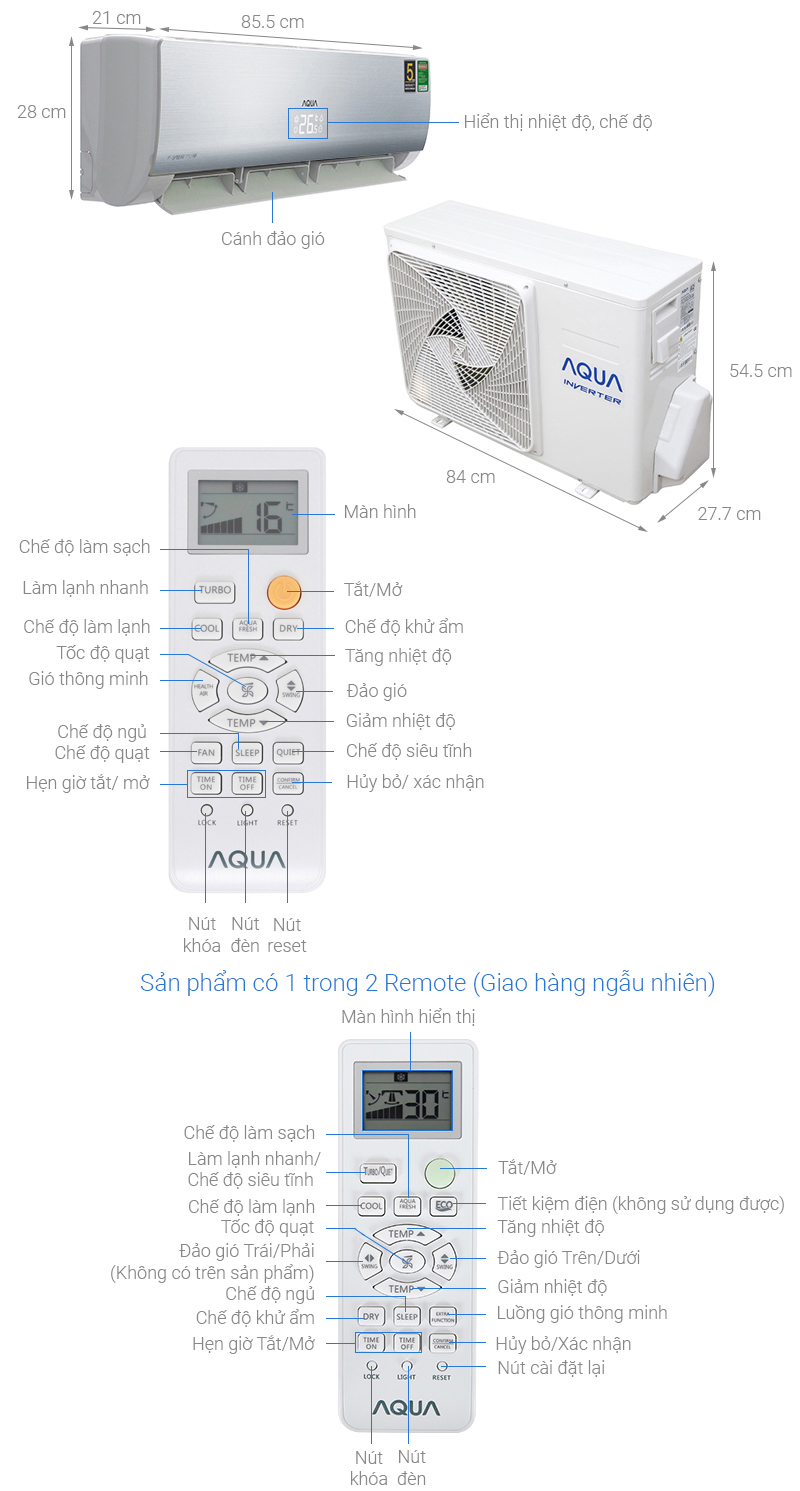 21 cm
85.5 cm
28 cm
5
AQUA
26.5
Hiển thị nhiệt độ, chế độ
Cánh đảo gió
AQUA
INVERTER
54.5 cm
84 cm
27.7 cm
16°C
Màn hình
Chế độ làm sạch
Làm lạnh nhanh
TURBO
Tắt/Mở
Chế độ làm lạnh
COOL
AQUA
FRESH
DRY
Chế độ khử ẩm
Tốc độ quạt
TEMP
Tăng nhiệt độ
Gió thông minh
HEALTH
AIR
SWING
Đảo gió
TEMP
Giảm nhiệt độ
Chế độ ngủ
Chế độ quạt
FAN
SLEEP
QUIET
Chế độ siêu tĩnh
Hẹn giờ tắt/ mở
TIME
ON
TIME
OFF
CONFIRM
CANCEL
Hủy bỏ/ xác nhận
LOCK
LIGHT
RESET
AQUA
Nút
khóa
Nút
đèn
Nút
reset
Sản phẩm có 1 trong 2 Remote (Giao hàng ngẫu nhiên)
Màn hình hiển thị
30°C
Chế độ làm sạch
Làm lạnh nhanh/
Chế độ siêu tĩnh
TURBO/QUIET
Tắt/Mở
Chế độ làm lạnh
COOL
AQUA
FRESH
ECO
Tiết kiệm điện (không sử dụng được)
Tốc độ quạt
TEMP
Tăng nhiệt độ
Đảo gió Trái/Phải
(Không có trên sản phẩm)
SWING
SWING
Đảo gió Trên/Dưới
TEMP
Giảm nhiệt độ
Chế độ ngủ
Chế độ khử ẩm
DRY
SLEEP
EXTRA
FUNCTION
Luồng gió thông minh
Hẹn giờ Tắt/Mở
TIME
ON
TIME
OFF
CONFIRM
CANCEL
Hủy bỏ/Xác nhận
LOCK
LIGHT
RESET
Nút cài đặt lại
AQUA
Nút
khóa
Nút
đèn